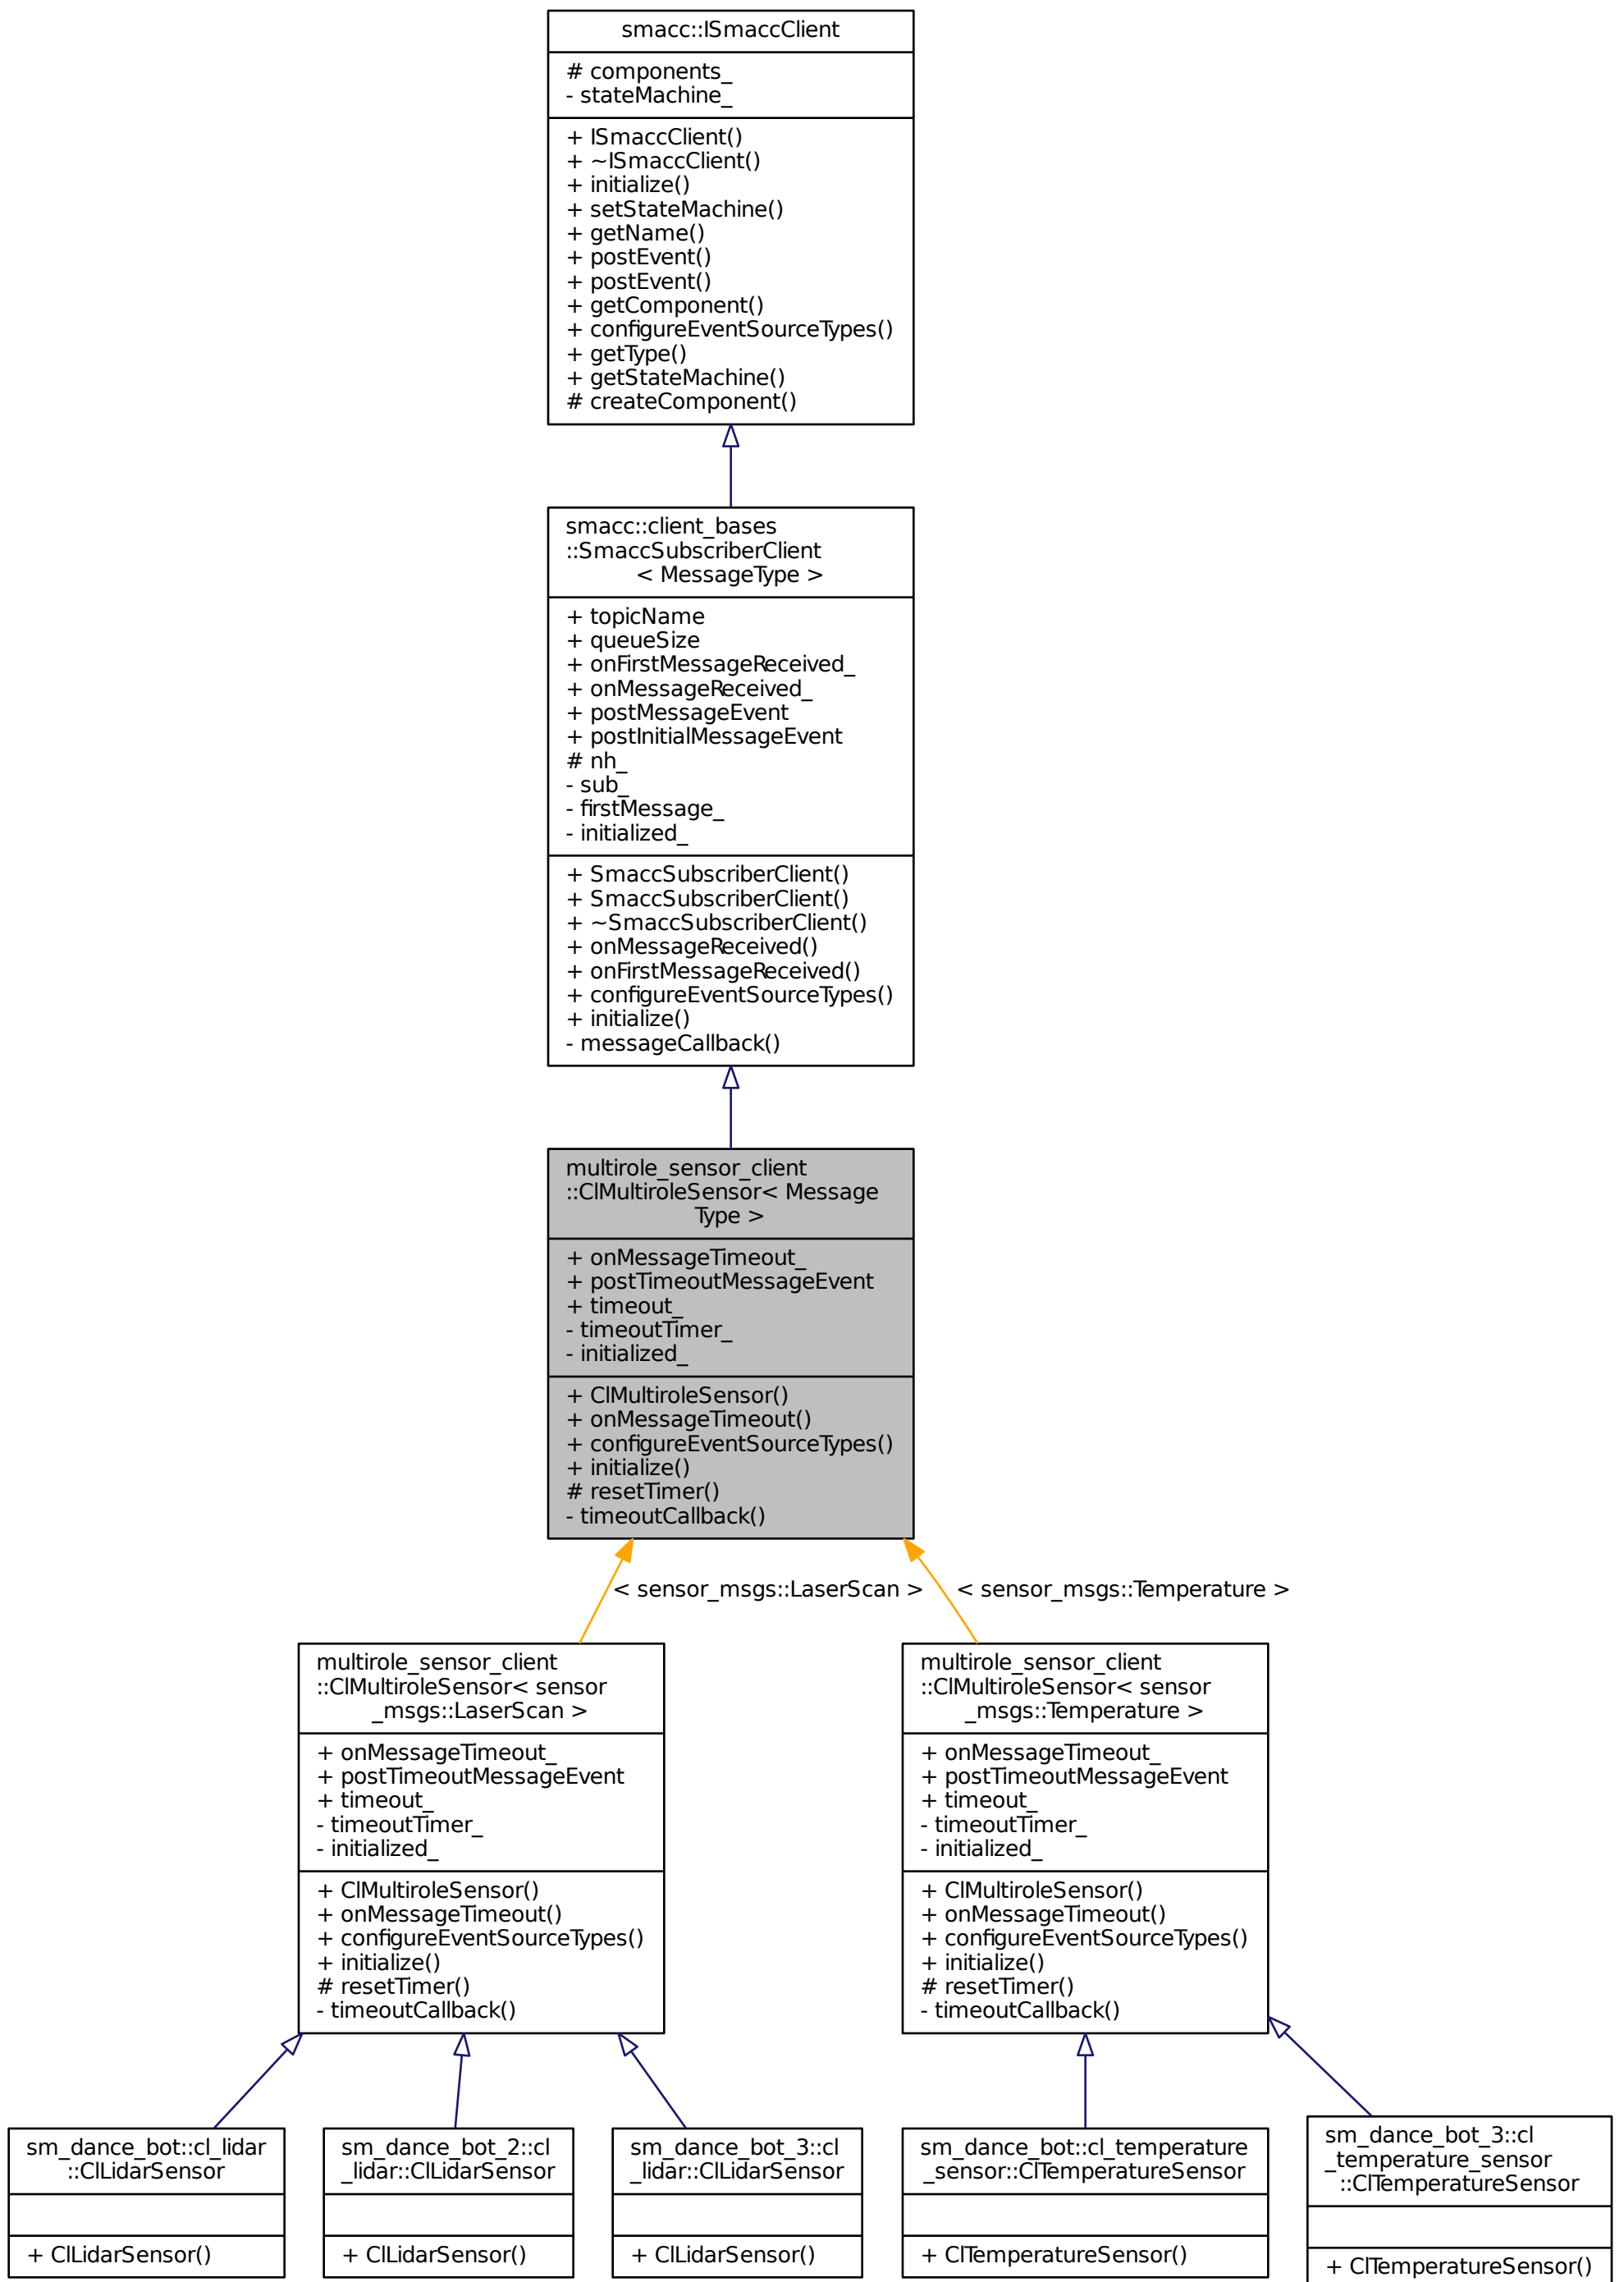 smacc::ISmaccClient
# components_
- stateMachine_
+ ISmaccClient()
+ ~ISmaccClient()
+ initialize()
+ setStateMachine()
+ getName()
+ postEvent()
+ postEvent()
+ getComponent()
+ configureEventSourceTypes()
+ getType()
+ getStateMachine()
# createComponent()
smacc::client_bases
::SmaccSubscriberClient
< MessageType >
+ topicName
+ queueSize
+ onFirstMessageReceived_
+ onMessageReceived_
+ postMessageEvent
+ postInitialMessageEvent
# nh_
- sub_
- firstMessage_
- initialized_
+ SmaccSubscriberClient()
+ SmaccSubscriberClient()
+ ~SmaccSubscriberClient()
+ onMessageReceived()
+ onFirstMessageReceived()
+ configureEventSourceTypes()
+ initialize()
- messageCallback()
multirole_sensor_client
::ClMultiroleSensor< Message
Type >
+ onMessageTimeout_
+ postTimeoutMessageEvent
+ timeout_
- timeoutTimer_
- initialized_
+ ClMultiroleSensor()
+ onMessageTimeout()
+ configureEventSourceTypes()
+ initialize()
# resetTimer()
- timeoutCallback()
< sensor_msgs::LaserScan >
< sensor_msgs::Temperature >
multirole_sensor_client
::ClMultiroleSensor< sensor
_msgs::LaserScan >
+ onMessageTimeout_
+ postTimeoutMessageEvent
+ timeout_
- timeoutTimer_
- initialized_
+ ClMultiroleSensor()
+ onMessageTimeout()
+ configureEventSourceTypes()
+ initialize()
# resetTimer()
- timeoutCallback()
multirole_sensor_client
::ClMultiroleSensor< sensor
_msgs::Temperature >
+ onMessageTimeout_
+ postTimeoutMessageEvent
+ timeout_
- timeoutTimer_
- initialized_
+ ClMultiroleSensor()
+ onMessageTimeout()
+ configureEventSourceTypes()
+ initialize()
# resetTimer()
- timeoutCallback()
sm_dance_bot::cl_lidar
::ClLidarSensor
+ ClLidarSensor()
sm_dance_bot_2::cl
_lidar::ClLidarSensor
+ ClLidarSensor()
sm_dance_bot_3::cl
_lidar::ClLidarSensor
+ ClLidarSensor()
sm_dance_bot::cl_temperature
_sensor::ClTemperatureSensor
+ ClTemperatureSensor()
sm_dance_bot_3::cl
_temperature_sensor
::ClTemperatureSensor
+ ClTemperatureSensor()